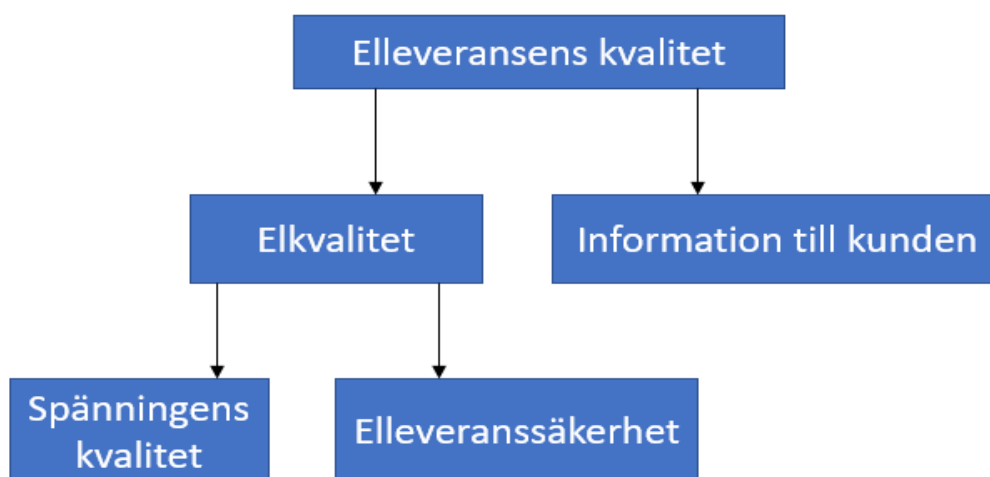 Elleveransens kvalitet
Elkvalitet
Information till kunden
Spänningens
kvalitet
Elleveranssäkerhet